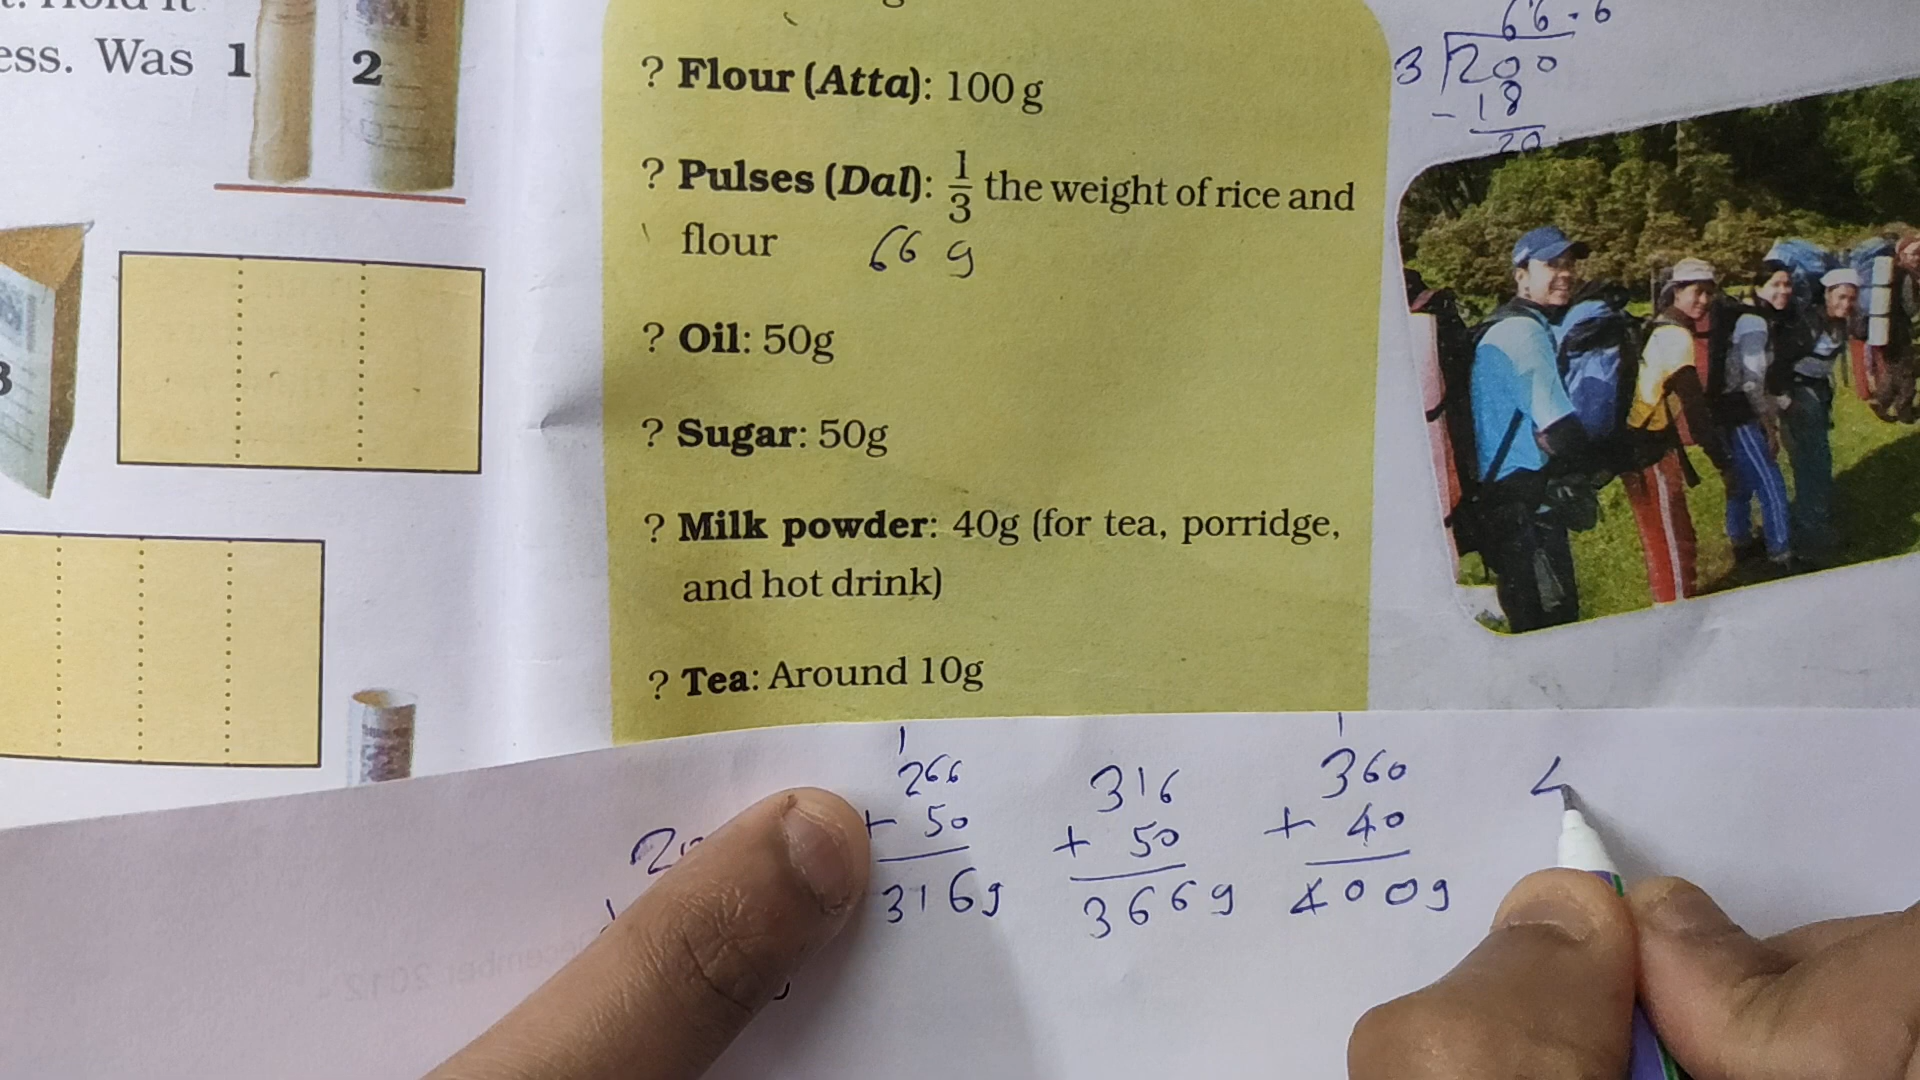 ess. Was 1
2
? Flour (Atta): 100 g
? Pulses (Dal): 1/3 the weight of rice and
flour 66 g
? Oil: 50g
? Sugar: 50g
? Milk powder: 40g (for tea, porridge,
and hot drink)
? Tea: Around 10g
66.6
3 200
- 18
20
1
266
+ 50
316g
316
+ 50
366g
1
360
+ 40
400g